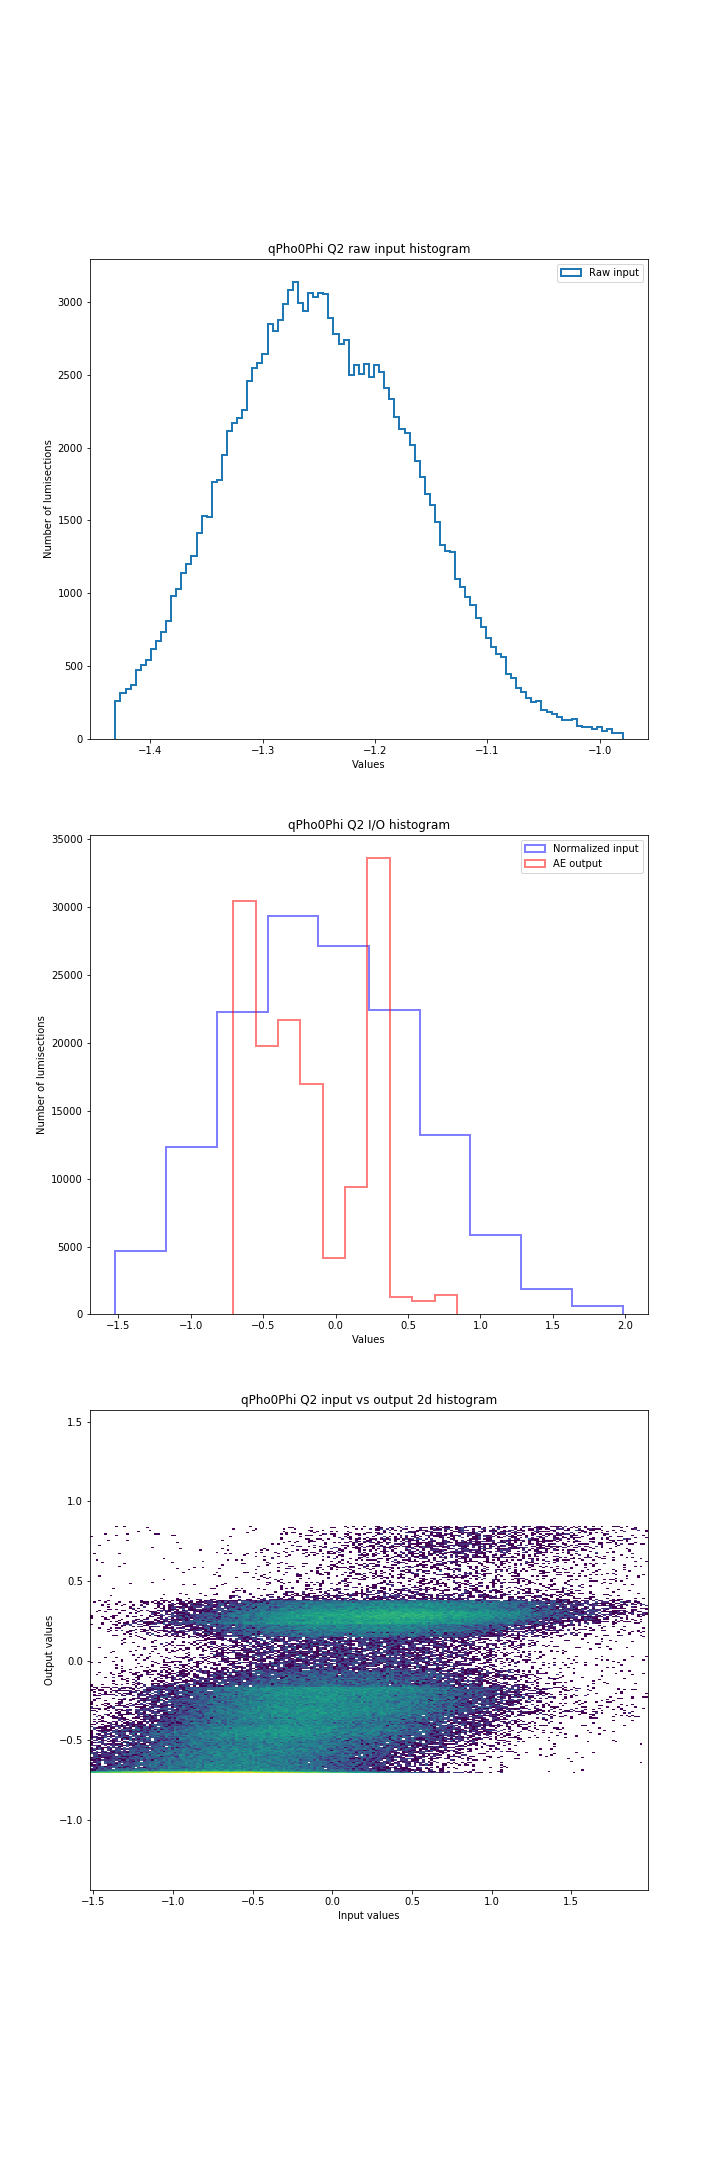 qPho0Phi Q2 raw input histogram
Raw input
3000
2500
2000
1500
1000
500
0
Number of lumisections
−1.4 −1.3 −1.2 −1.1 −1.0
Values
qPho0Phi Q2 I/O histogram
Normalized input
AE output
35000
30000
25000
20000
15000
10000
5000
0
Number of lumisections
−1.5 −1.0 −0.5 0.0 0.5 1.0 1.5 2.0
Values
qPho0Phi Q2 input vs output 2d histogram
1.5
1.0
0.5
0.0
−0.5
−1.0
Output values
−1.5 −1.0 −0.5 0.0 0.5 1.0 1.5
Input values